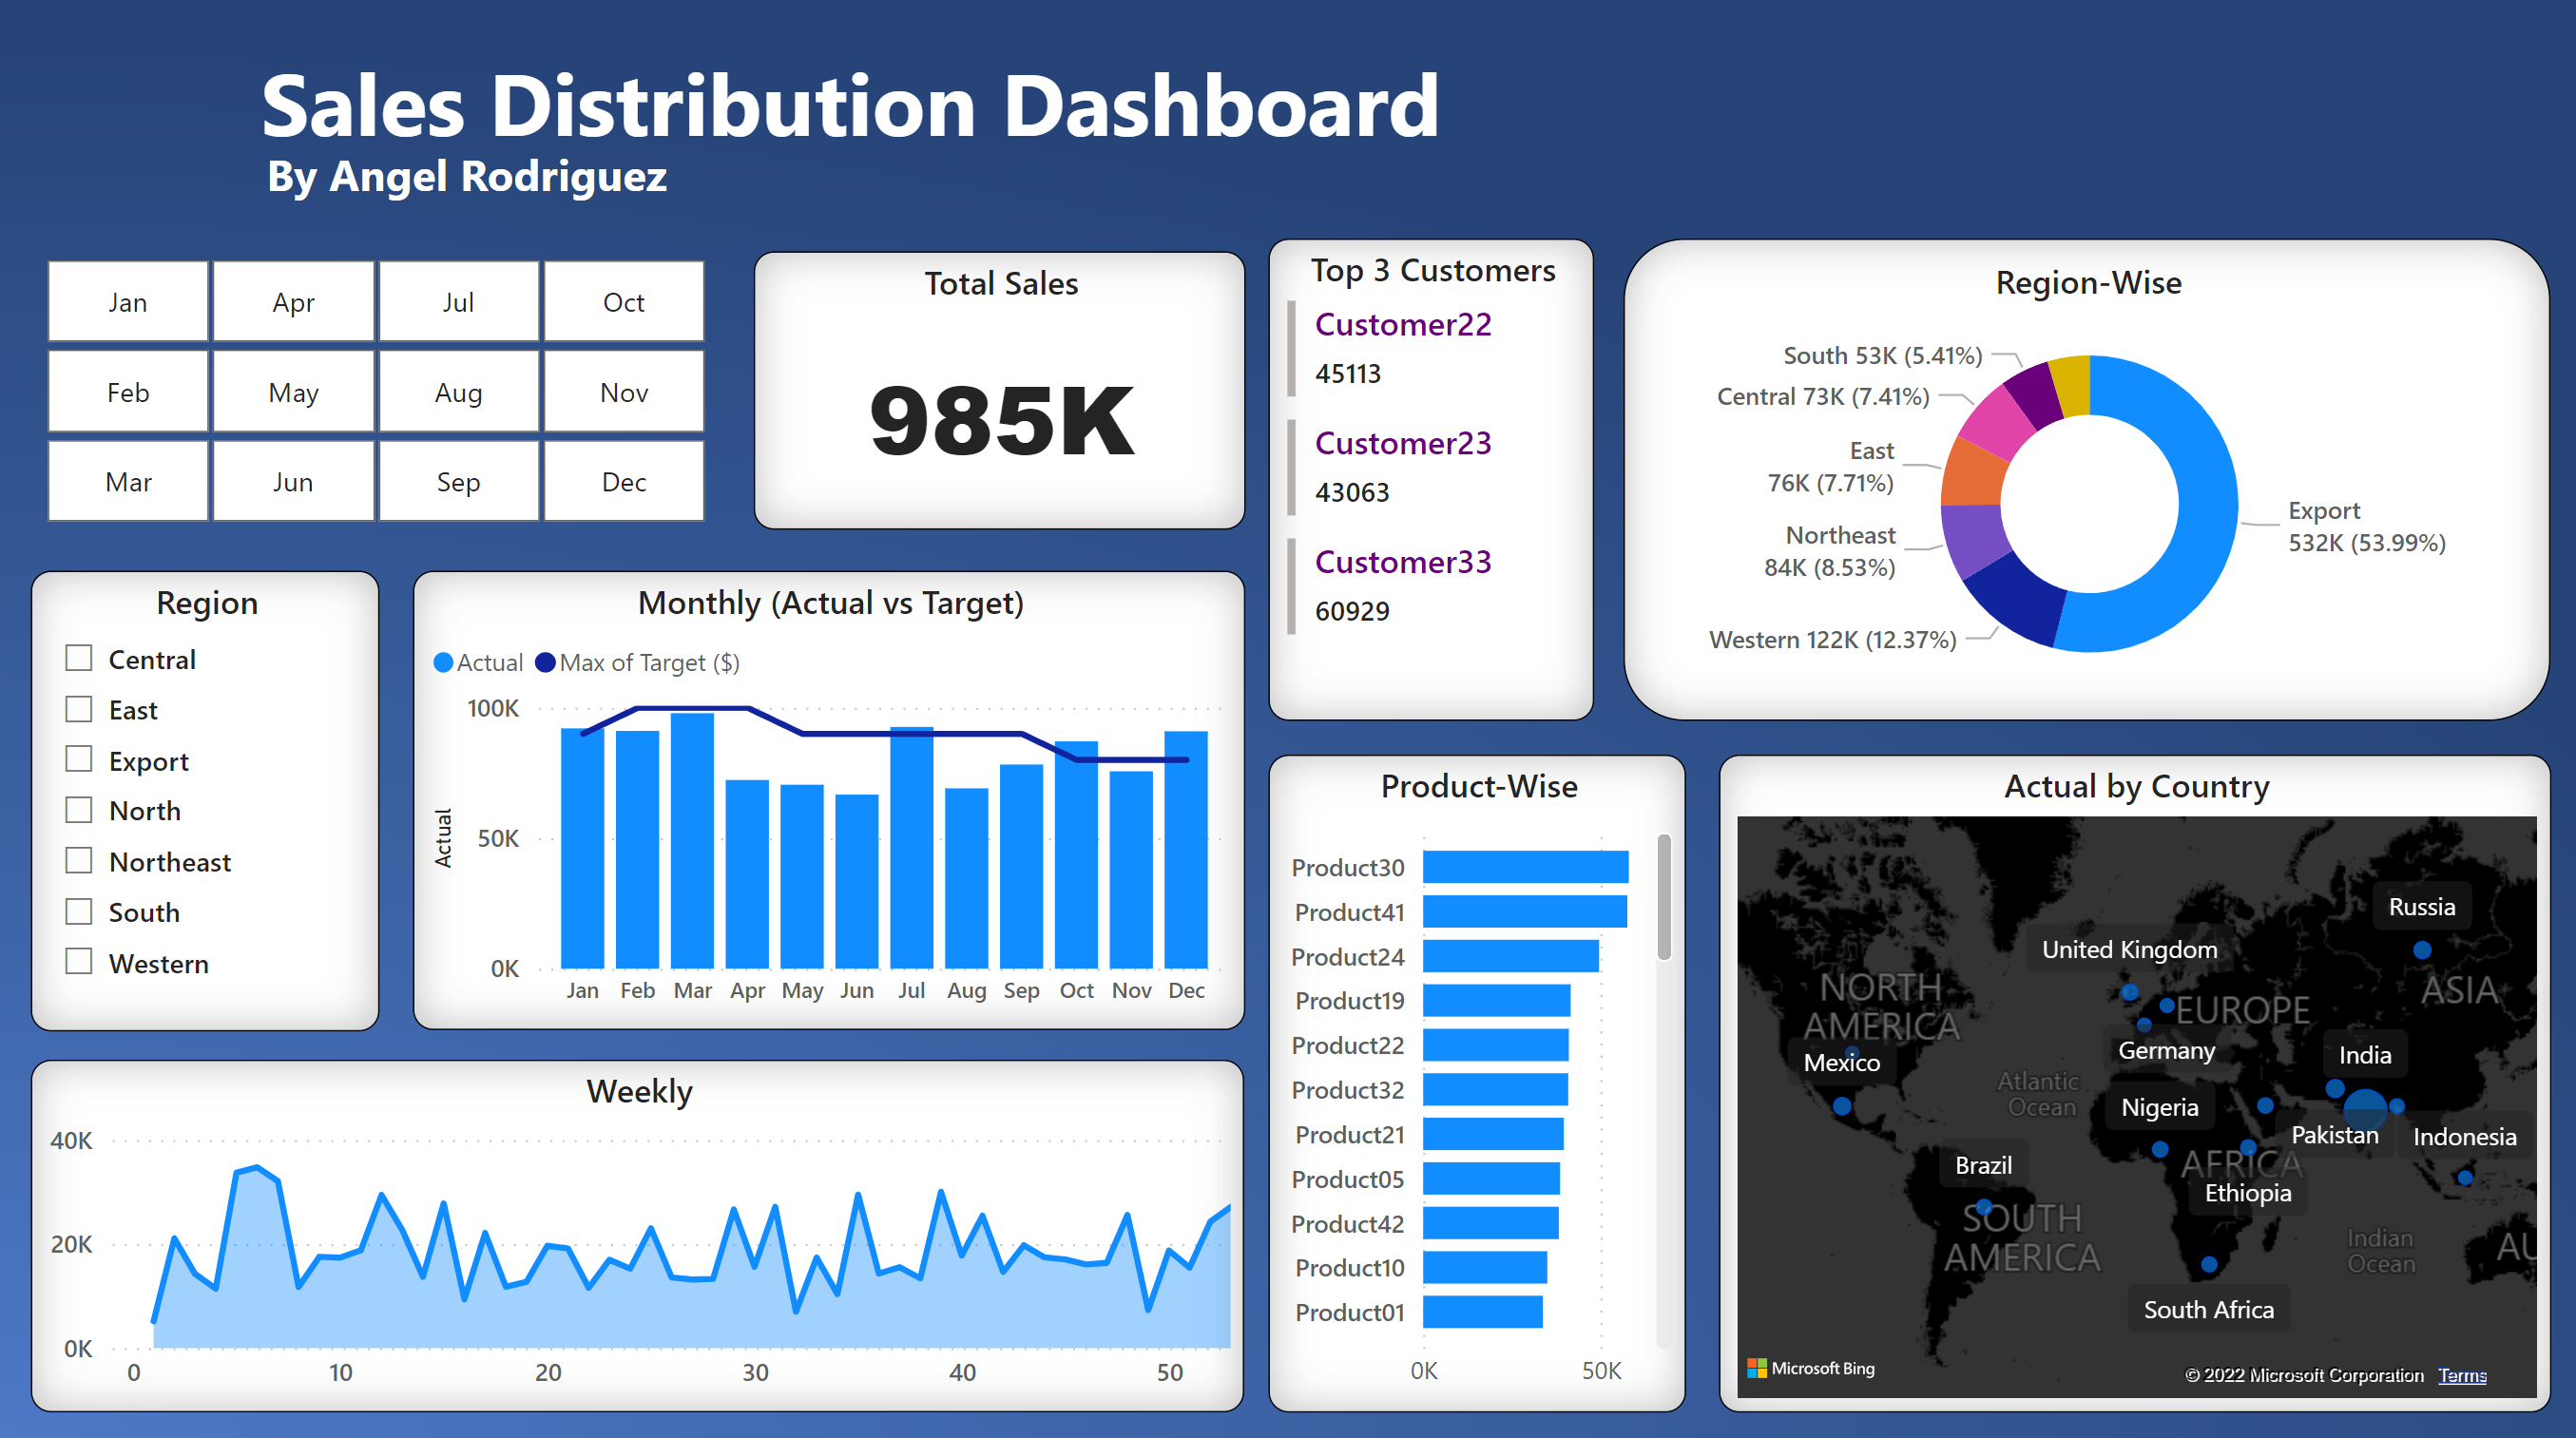 Sales Distribution Dashboard
By Angel Rodriguez
Jan
Apr
Jul
Oct
Feb
May
Aug
Nov
Mar
Jun
Sep
Dec
Total Sales
985K
Top 3 Customers
Customer22
45113
Customer23
43063
Customer33
60929
Region-Wise
South 53K (5.41%)
Central 73K (7.41%)
East
76K (7.71%)
Northeast
84K (8.53%)
Western 122K (12.37%)
Export
532K (53.99%)
Region
Central
East
Export
North
Northeast
South
Western
Monthly (Actual vs Target)
Actual
Max of Target ($)
100K
50K
0K
Actual
Jan Feb Mar Apr May Jun Jul Aug Sep Oct Nov Dec
Weekly
40K
20K
0K
0 10 20 30 40 50
Product-Wise
Product30
Product41
Product24
Product19
Product22
Product32
Product21
Product05
Product42
Product10
Product01
0K 50K
Actual by Country
Russia
United Kingdom
NORTH
AMERICA
EUROPE
ASIA
Mexico
Germany
India
Atlantic
Ocean
Nigeria
Pakistan
Indonesia
Brazil
AFRICA
Ethiopia
SOUTH
AMERICA
Indian
Ocean
AU
South Africa
Microsoft Bing
© 2022 Microsoft Corporation Terms